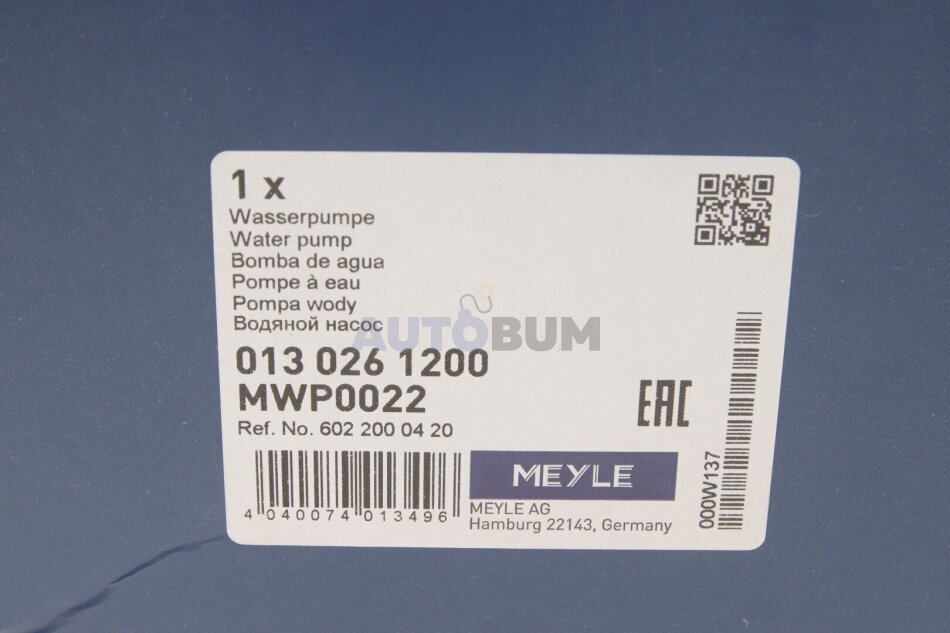 1 x
Wasserpumpe
Water pump
Bomba de agua
Pompe à eau
Pompa wody
Водяной насос
AUTOBUM
013 026 1200
MWP0022
Ref. No. 602 200 04 20
EAC
4 040074 013496
MEYLE
MEYLE AG
Hamburg 22143, Germany
000W137